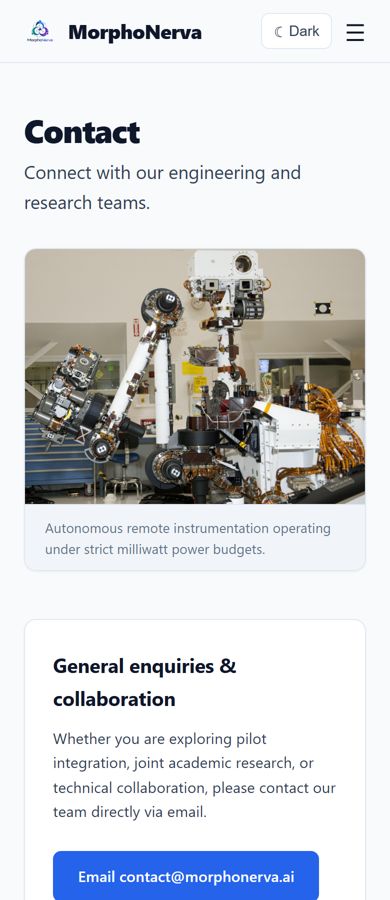 MorphoNerva
MorphoNerva
☾ Dark
Contact
Connect with our engineering and
research teams.
Autonomous remote instrumentation operating
under strict milliwatt power budgets.
General enquiries &
collaboration
Whether you are exploring pilot
integration, joint academic research, or
technical collaboration, please contact our
team directly via email.
Email contact@morphonerva.ai